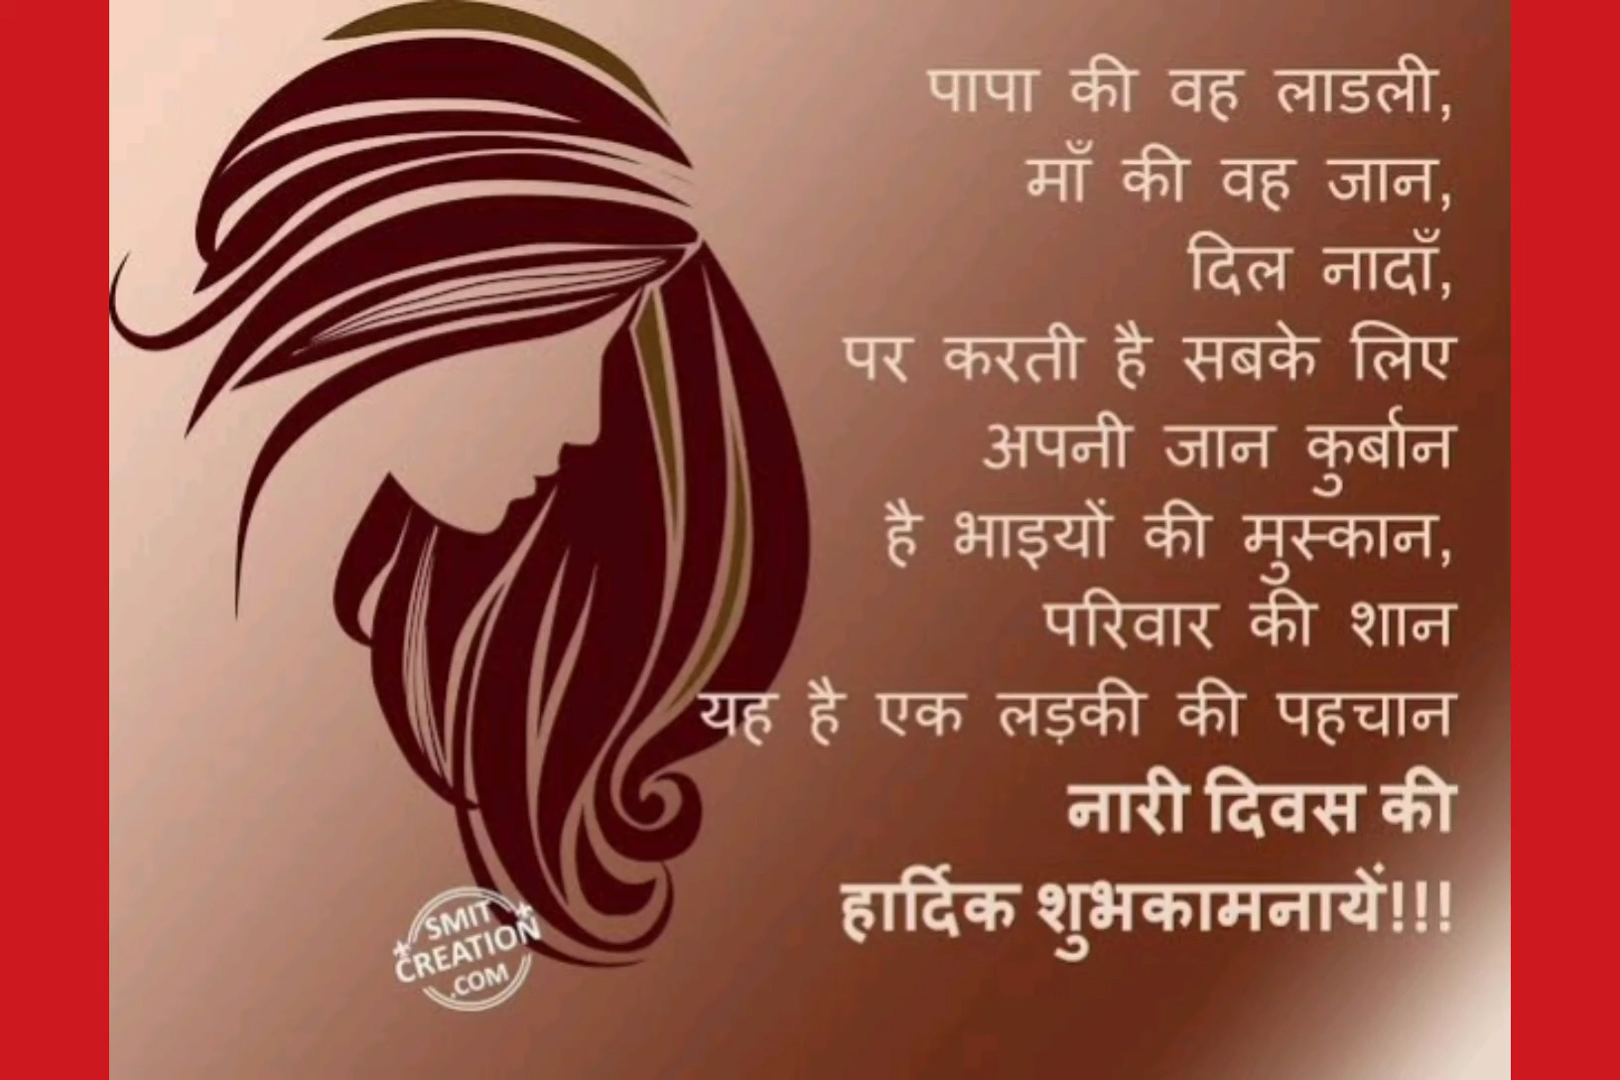 पापा की वह लाडली,
माँ की वह जान,
दिल नादाँ,
पर करती है सबके लिए
अपनी जान कुर्बान
है भाइयों की मुस्कान,
परिवार की शान
यह है एक लड़की की पहचान
नारी दिवस की
हार्दिक शुभकामनायें!!!
SMIT
CREATION
.COM